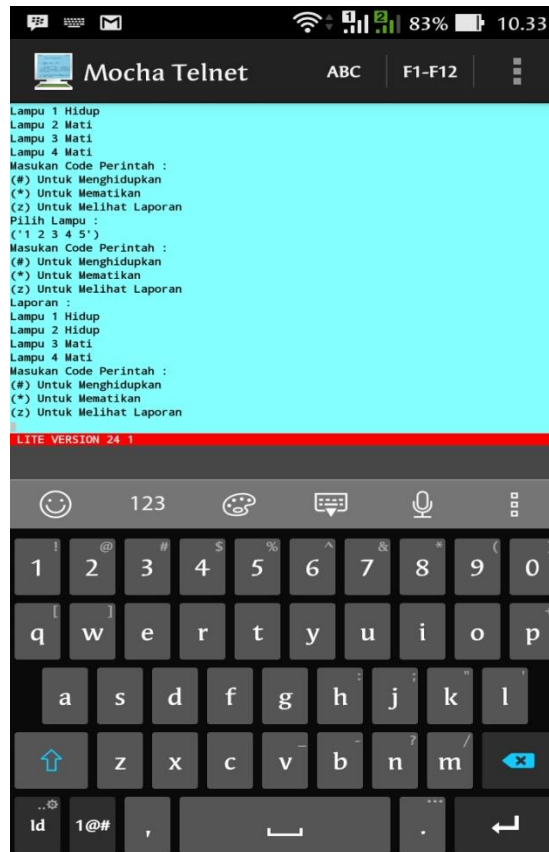 1 2 83% 10.33
Mocha Telnet ABC F1-F12
Lampu 1 Hidup
Lampu 2 Mati
Lampu 3 Mati
Lampu 4 Mati
Masukan Code Perintah :
(#) Untuk Menghidupkan
(*) Untuk Mematikan
(z) Untuk Melihat Laporan
Pilih Lampu :
('1 2 3 4 5')
Masukan Code Perintah :
(#) Untuk Menghidupkan
(*) Untuk Mematikan
(z) Untuk Melihat Laporan
Laporan :
Lampu 1 Hidup
Lampu 2 Hidup
Lampu 3 Mati
Lampu 4 Mati
Masukan Code Perintah :
(#) Untuk Menghidupkan
(*) Untuk Mematikan
(z) Untuk Melihat Laporan
LITE VERSION 24 1
123
! @ # $ % ^ & * (
1 2 3 4 5 6 7 8 9 0
[ ]
q w e r t y u i o p
: ; " '
a s d f g h j k l
_ - ? /
z x c v b n m
Id 1@# , .